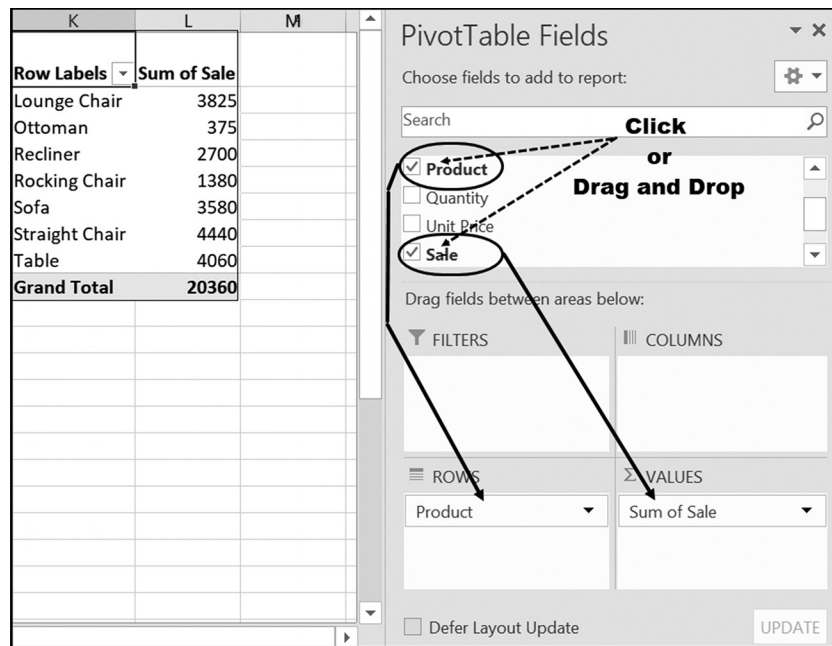 K L M
Row Labels Sum of Sale
Lounge Chair 3825
Ottoman 375
Recliner 2700
Rocking Chair 1380
Sofa 3580
Straight Chair 4440
Table 4060
Grand Total 20360
PivotTable Fields
Choose fields to add to report:
Search
Click
or
Drag and Drop
Product
Quantity
Unit Price
Sale
Drag fields between areas below:
FILTERS
COLUMNS
ROWS
Σ VALUES
Product
Sum of Sale
Defer Layout Update
UPDATE